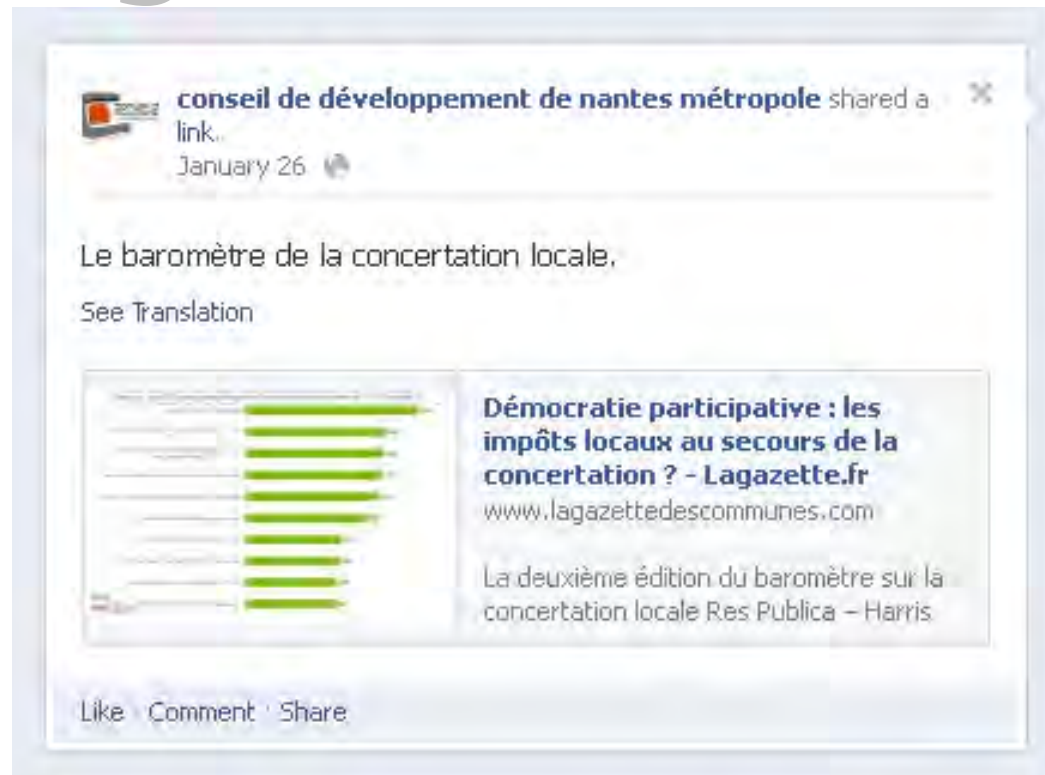 conseil de développement de nantes métropole shared a
link.
January 26
Le baromètre de la concertation locale.
See Translation
Démocratie participative : les
impôts locaux au secours de la
concertation ? - Lagazette.fr
www.lagazettedescommunes.com
La deuxième édition du baromètre sur la
concertation locale Res Publica – Harris
Like · Comment · Share